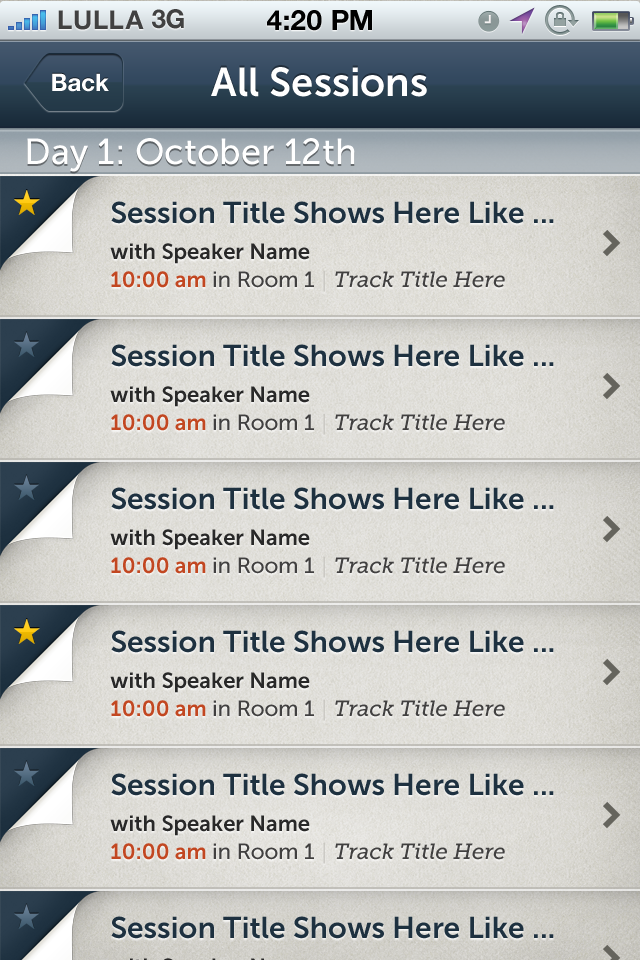 LULLA 3G 4:20 PM
Back All Sessions
Day 1: October 12th
Session Title Shows Here Like ...
with Speaker Name
10:00 am in Room 1 | Track Title Here
Session Title Shows Here Like ...
with Speaker Name
10:00 am in Room 1 | Track Title Here
Session Title Shows Here Like ...
with Speaker Name
10:00 am in Room 1 | Track Title Here
Session Title Shows Here Like ...
with Speaker Name
10:00 am in Room 1 | Track Title Here
Session Title Shows Here Like ...
with Speaker Name
10:00 am in Room 1 | Track Title Here
Session Title Shows Here Like ...